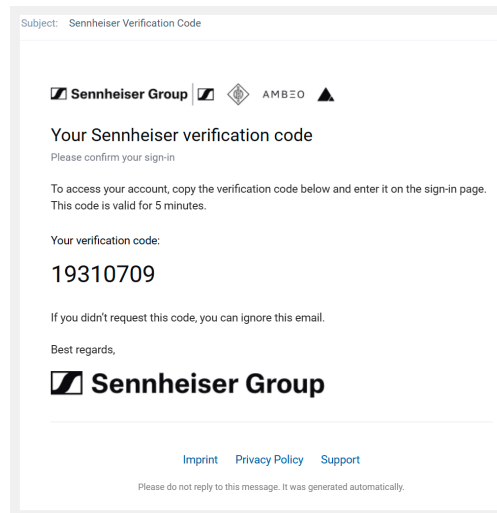 Subject: Sennheiser Verification Code
Sennheiser Group AMBEO
Your Sennheiser verification code
Please confirm your sign-in
To access your account, copy the verification code below and enter it on the sign-in page.
This code is valid for 5 minutes.
Your verification code:
19310709
If you didn't request this code, you can ignore this email.
Best regards,
Sennheiser Group
Imprint Privacy Policy Support
Please do not reply to this message. It was generated automatically.